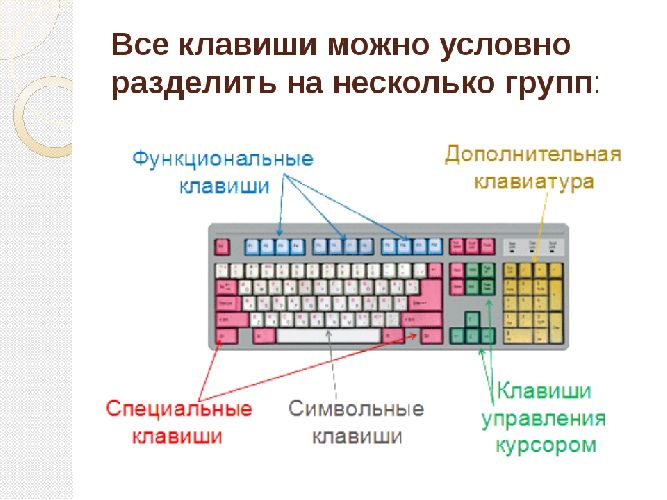 Все клавиши можно условно
разделить на несколько групп:
Функциональные
клавиши
Дополнительная
клавиатура
Специальные
клавиши
Символьные
клавиши
Клавиши
управления
курсором